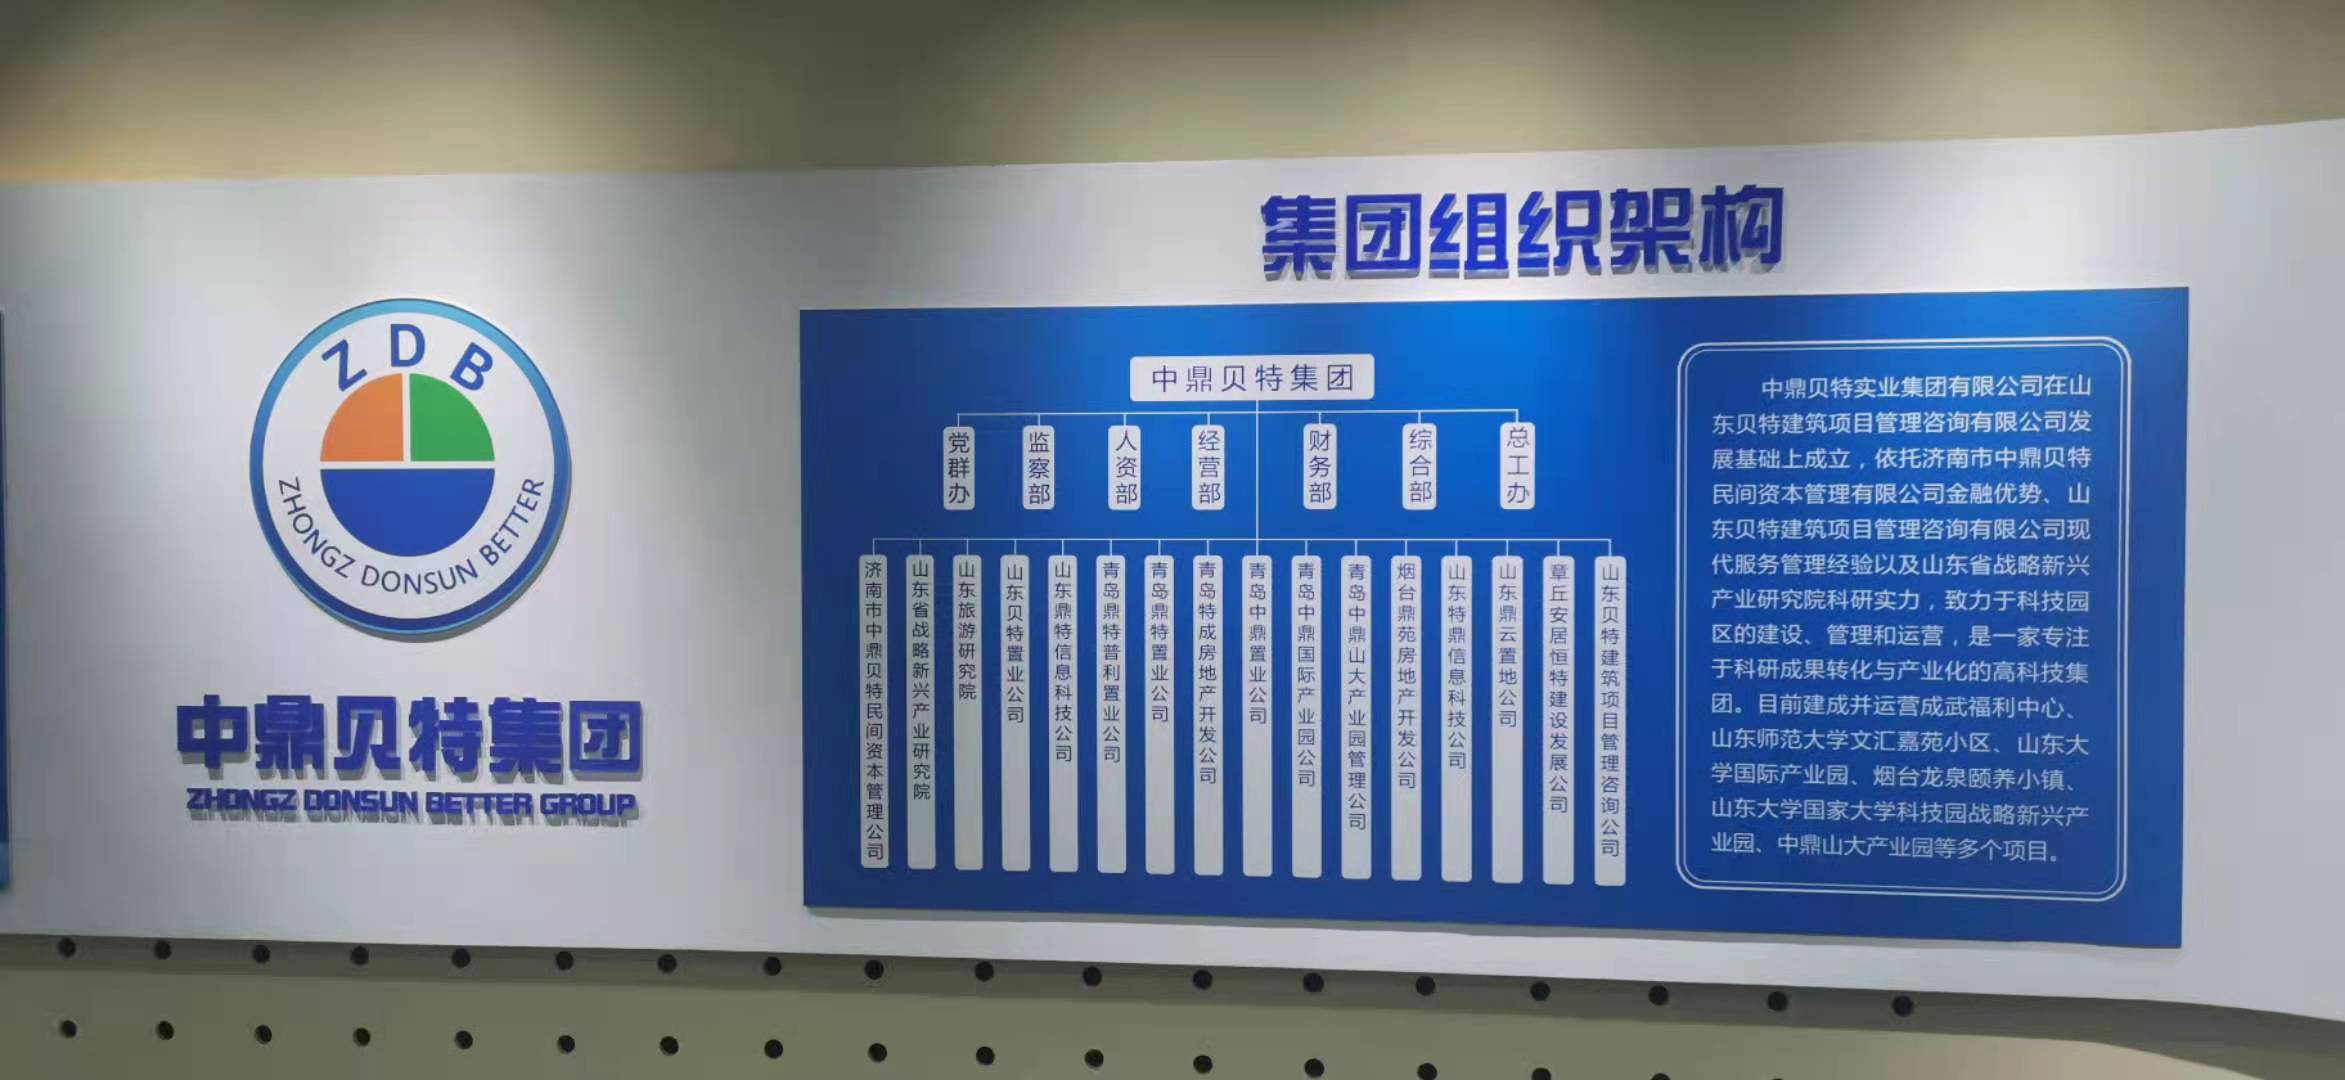 集团组织架构
Z D B
ZHONGZ DONSUN BETTER
中鼎贝特集团
ZHONGZ DONSUN BETTER GROUP
中鼎贝特集团
党群办
监察部
人资部
经营部
财务部
综合部
总工办
济南市中鼎贝特民间资本管理公司
山东省战略新兴产业研究院
山东旅游研究院
山东贝特置业公司
山东鼎特信息科技公司
青岛鼎特普利置业公司
青岛鼎特置业公司
青岛特成房地产开发公司
青岛中鼎置业公司
青岛中鼎国际产业园公司
青岛中鼎山大产业园管理公司
烟台鼎苑房地产开发公司
山东特鼎信息科技公司
山东鼎云置地公司
章丘安居恒特建设发展公司
山东贝特建筑项目管理咨询公司
中鼎贝特实业集团有限公司在山
东贝特建筑项目管理咨询有限公司发
展基础上成立，依托济南市中鼎贝特
民间资本管理有限公司金融优势、山
东贝特建筑项目管理咨询有限公司现
代服务管理经验以及山东省战略新兴
产业研究院科研实力，致力于科技园
区的建设、管理和运营，是一家专注
于科研成果转化与产业化的高科技集
团。目前建成并运营成武福利中心、
山东师范大学文汇嘉苑小区、山东大
学国际产业园、烟台龙泉颐养小镇、
山东大学国家大学科技园战略新兴产
业园、中鼎山大产业园等多个项目。